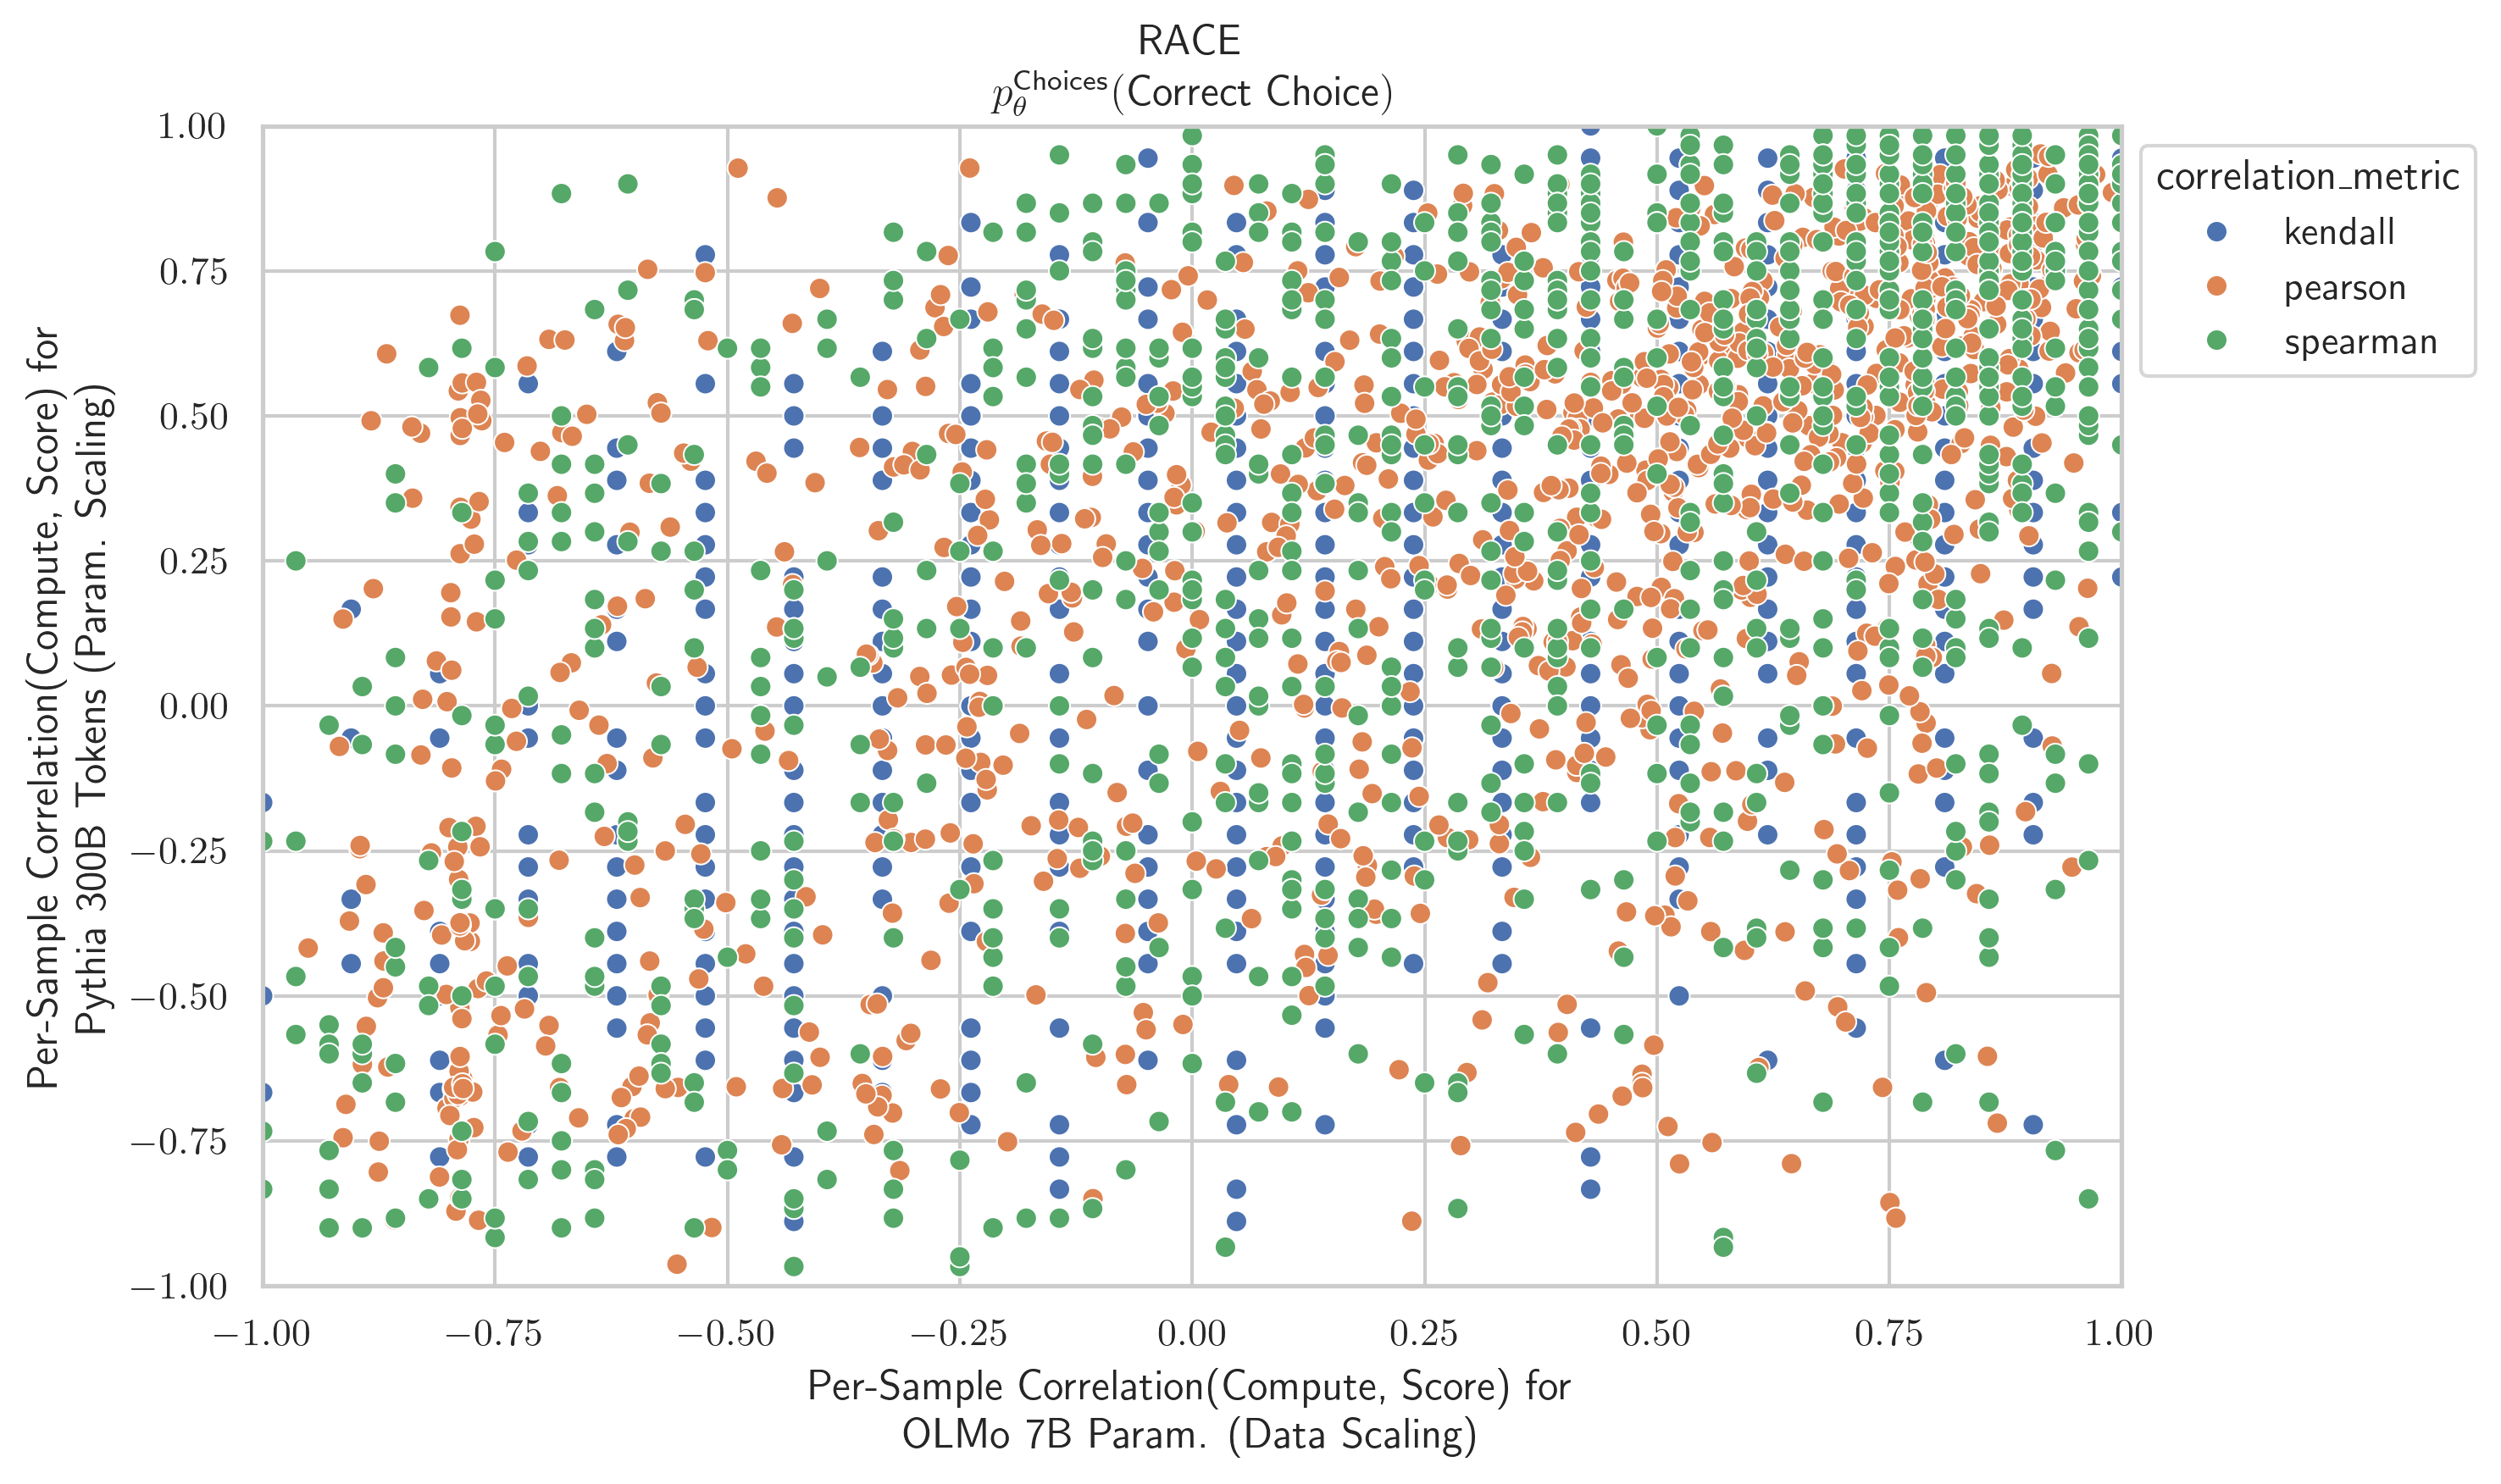 RACE
p_θ^Choices(Correct Choice)
Per-Sample Correlation(Compute, Score) for
Pythia 300B Tokens (Param. Scaling)
1.00
0.75
0.50
0.25
0.00
−0.25
−0.50
−0.75
−1.00
correlation_metric
kendall
pearson
spearman
−1.00 −0.75 −0.50 −0.25 0.00 0.25 0.50 0.75 1.00
Per-Sample Correlation(Compute, Score) for
OLMo 7B Param. (Data Scaling)